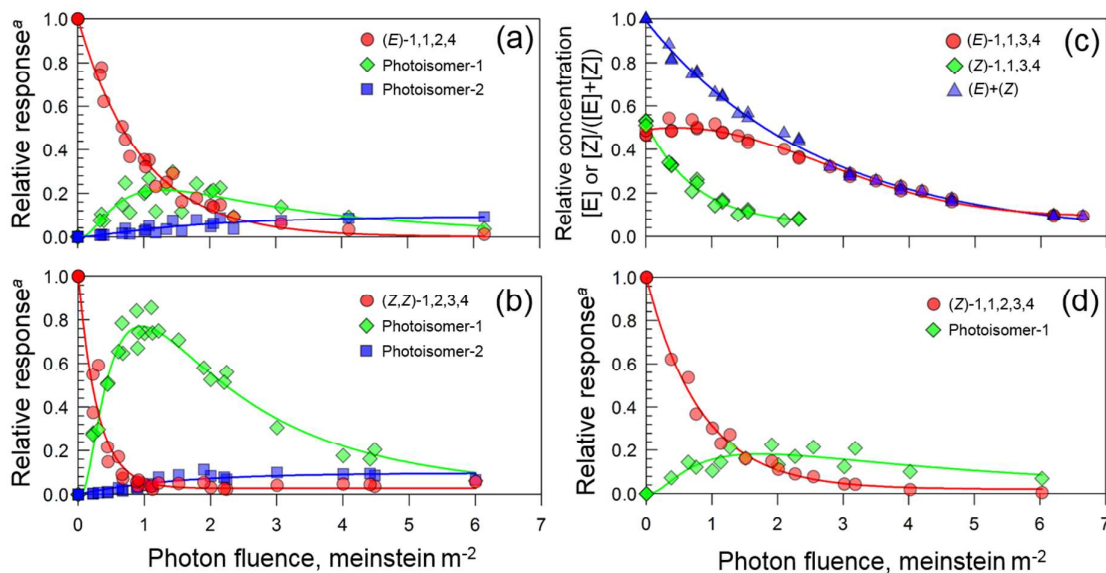 Relative response^a
1.0
0.8
0.6
0.4
0.2
0.0
(a)
(E)-1,1,2,4
Photoisomer-1
Photoisomer-2
Relative concentration
[E] or [Z]/([E]+[Z])
1.0
0.8
0.6
0.4
0.2
0.0
(c)
(E)-1,1,3,4
(Z)-1,1,3,4
(E)+(Z)
Relative response^a
1.0
0.8
0.6
0.4
0.2
0.0
(b)
(Z,Z)-1,2,3,4
Photoisomer-1
Photoisomer-2
0 1 2 3 4 5 6 7
Photon fluence, meinstein m^-2
Relative response^a
1.0
0.8
0.6
0.4
0.2
0.0
(d)
(Z)-1,1,2,3,4
Photoisomer-1
0 1 2 3 4 5 6 7
Photon fluence, meinstein m^-2